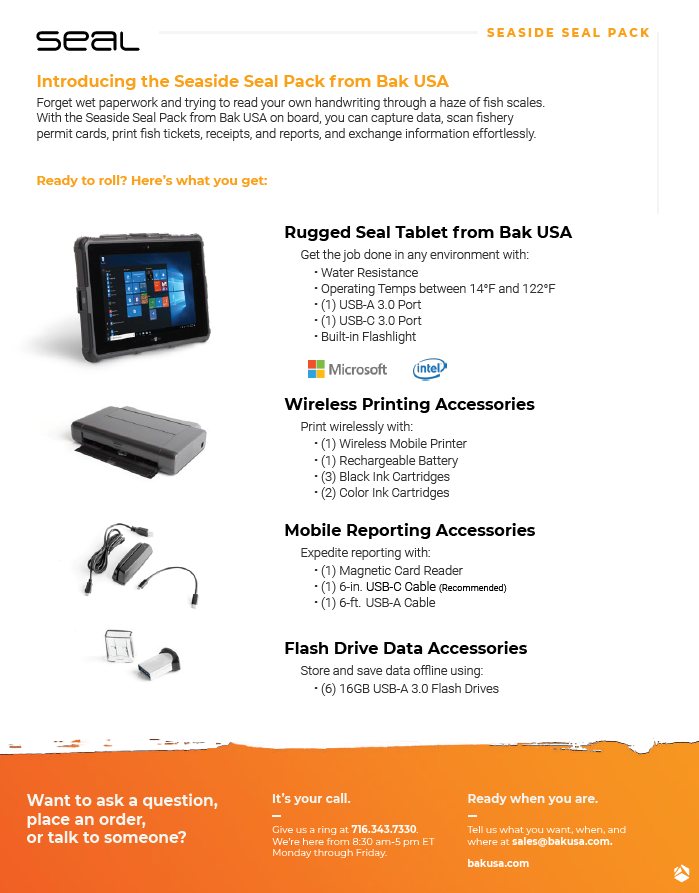 seal
SEASIDE SEAL PACK
Introducing the Seaside Seal Pack from Bak USA
Forget wet paperwork and trying to read your own handwriting through a haze of fish scales.
With the Seaside Seal Pack from Bak USA on board, you can capture data, scan fishery
permit cards, print fish tickets, receipts, and reports, and exchange information effortlessly.
Ready to roll? Here’s what you get:
Rugged Seal Tablet from Bak USA
Get the job done in any environment with:
• Water Resistance
• Operating Temps between 14°F and 122°F
• (1) USB-A 3.0 Port
• (1) USB-C 3.0 Port
• Built-in Flashlight
Microsoft
intel
Wireless Printing Accessories
Print wirelessly with:
• (1) Wireless Mobile Printer
• (1) Rechargeable Battery
• (3) Black Ink Cartridges
• (2) Color Ink Cartridges
Mobile Reporting Accessories
Expedite reporting with:
• (1) Magnetic Card Reader
• (1) 6-in. USB-C Cable (Recommended)
• (1) 6-ft. USB-A Cable
Flash Drive Data Accessories
Store and save data offline using:
• (6) 16GB USB-A 3.0 Flash Drives
Want to ask a question,
place an order,
or talk to someone?
It’s your call.
Give us a ring at 716.343.7330.
We’re here from 8:30 am-5 pm ET
Monday through Friday.
Ready when you are.
Tell us what you want, when, and
where at sales@bakusa.com.
bakusa.com